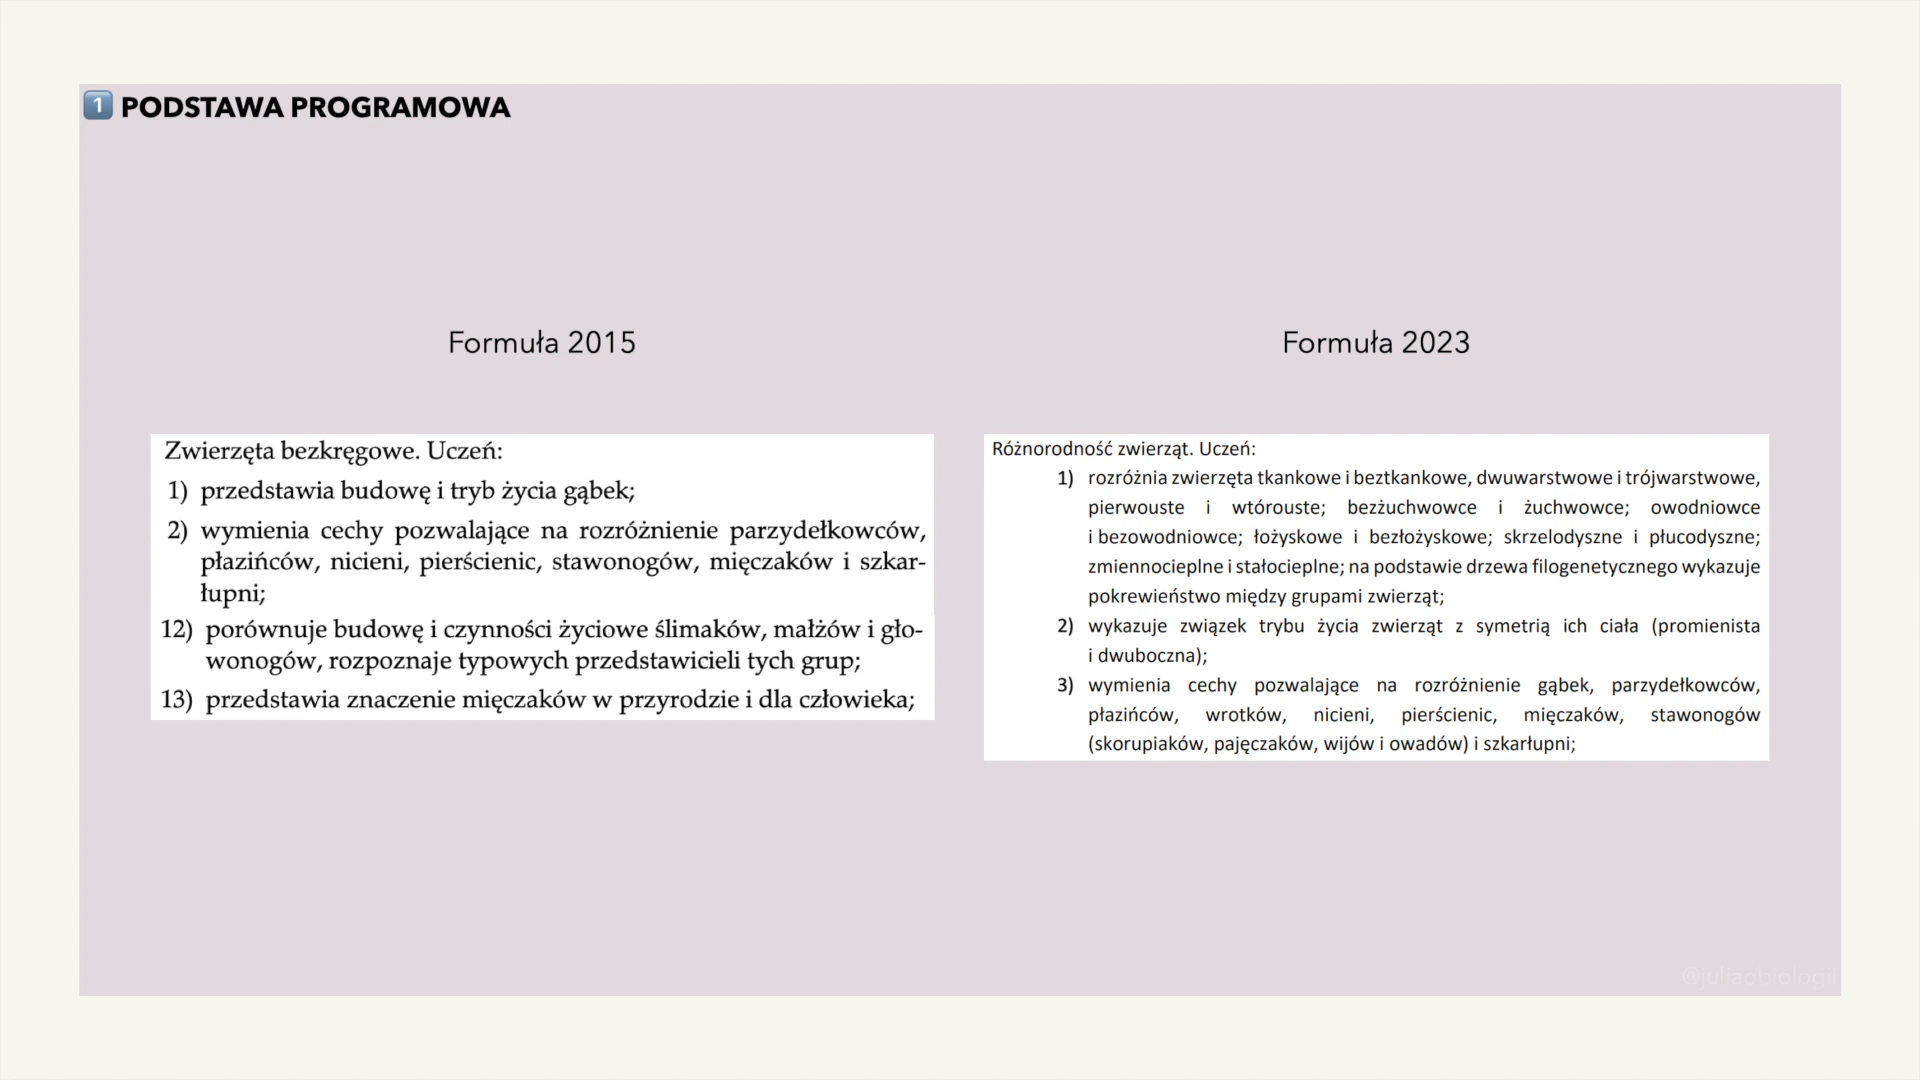 1 PODSTAWA PROGRAMOWA
Formuła 2015
Zwierzęta bezkręgowe. Uczeń:
1) przedstawia budowę i tryb życia gąbek;
2) wymienia cechy pozwalające na rozróżnienie parzydełkowców,
płazińców, nicieni, pierścienic, stawonogów, mięczaków i szkar-
łupni;
12) porównuje budowę i czynności życiowe ślimaków, małżów i gło-
wonogów, rozpoznaje typowych przedstawicieli tych grup;
13) przedstawia znaczenie mięczaków w przyrodzie i dla człowieka;
Formuła 2023
Różnorodność zwierząt. Uczeń:
1) rozróżnia zwierzęta tkankowe i beztkankowe, dwuwarstwowe i trójwarstwowe,
pierwouste i wtórouste; bezżuchwowce i żuchwowce; owodniowce
i bezowodniowce; łożyskowe i bezłożyskowe; skrzelodyszne i płucodyszne;
zmiennocieplne i stałocieplne; na podstawie drzewa filogenetycznego wykazuje
pokrewieństwo między grupami zwierząt;
2) wykazuje związek trybu życia zwierząt z symetrią ich ciała (promienista
i dwuboczna);
3) wymienia cechy pozwalające na rozróżnienie gąbek, parzydełkowców,
płazińców, wrotków, nicieni, pierścienic, mięczaków, stawonogów
(skorupiaków, pajęczaków, wijów i owadów) i szkarłupni;
@juliaobiologii